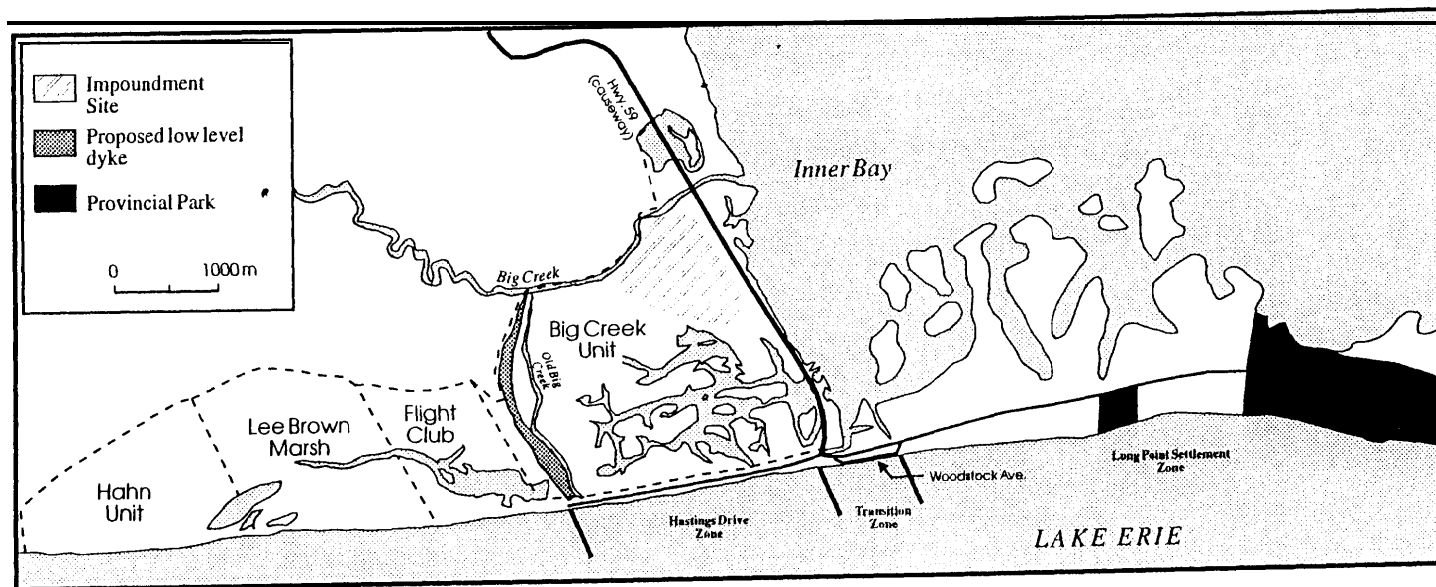 Impoundment
Site
Proposed low level
dyke
Provincial Park
0 1000 m
Hwy. 59
(causeway)
Inner Bay
Big Creek
Big Creek
Unit
Old Big
Creek
Flight
Club
Lee Brown
Marsh
Hahn
Unit
Woodstock Ave.
Long Point Settlement
Zone
Transition
Zone
Hastings Drive
Zone
LAKE ERIE